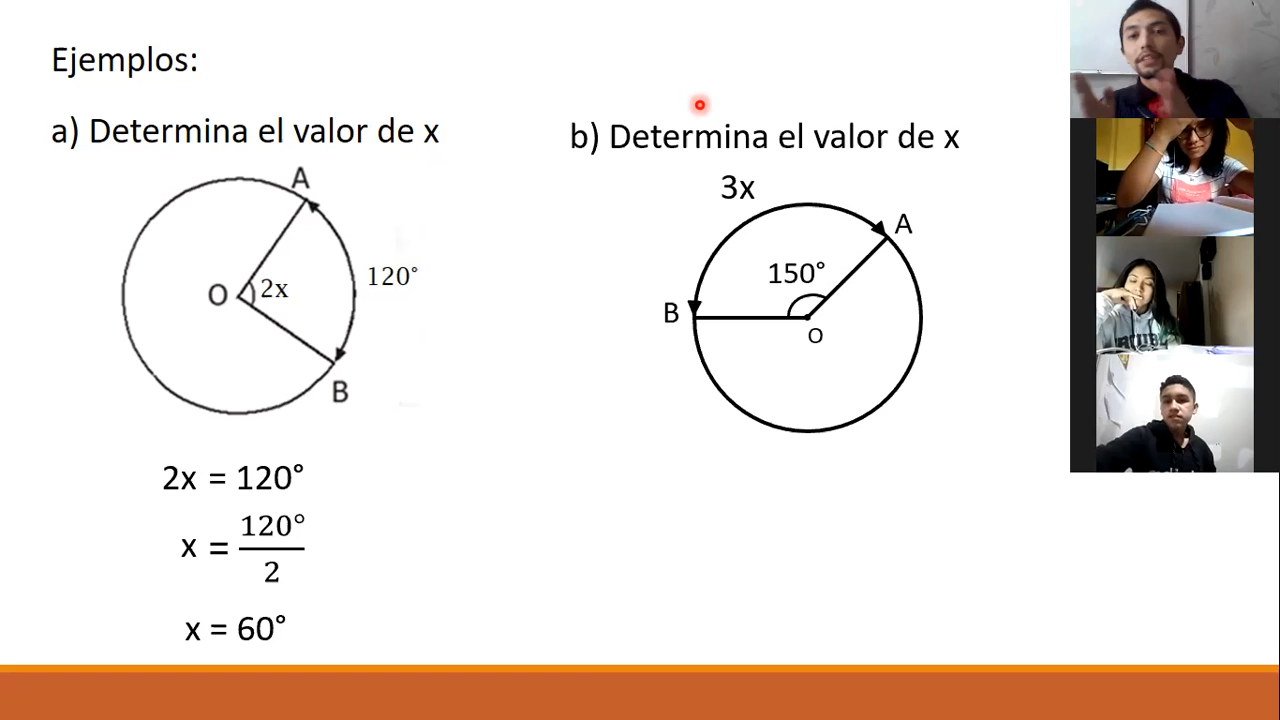 Ejemplos:
a) Determina el valor de x
A
O
2x
120°
B
2x = 120°
x = 120°/2
x = 60°
b) Determina el valor de x
3x
A
150°
B
O